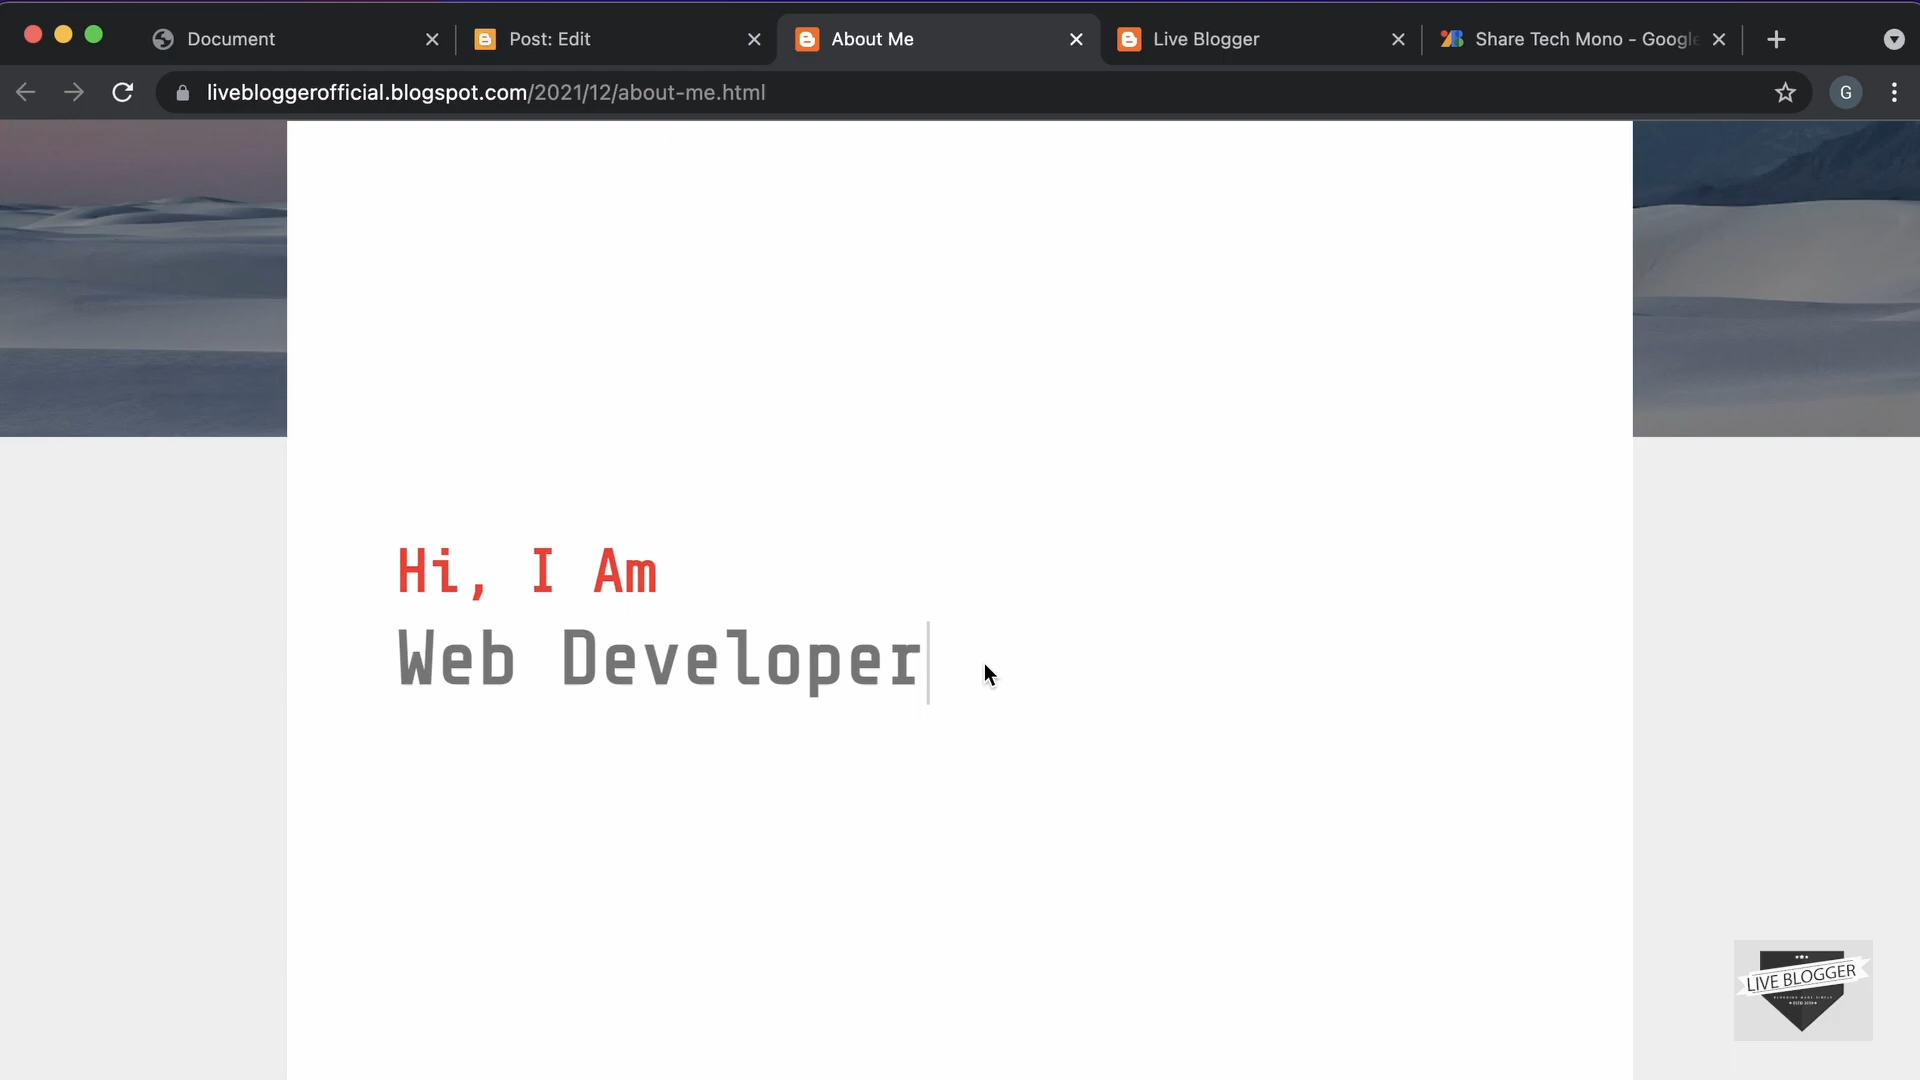 Document
Post: Edit
About Me
Live Blogger
Share Tech Mono - Google
livebloggerofficial.blogspot.com/2021/12/about-me.html
G
Hi, I Am
Web Developer
LIVE BLOGGER